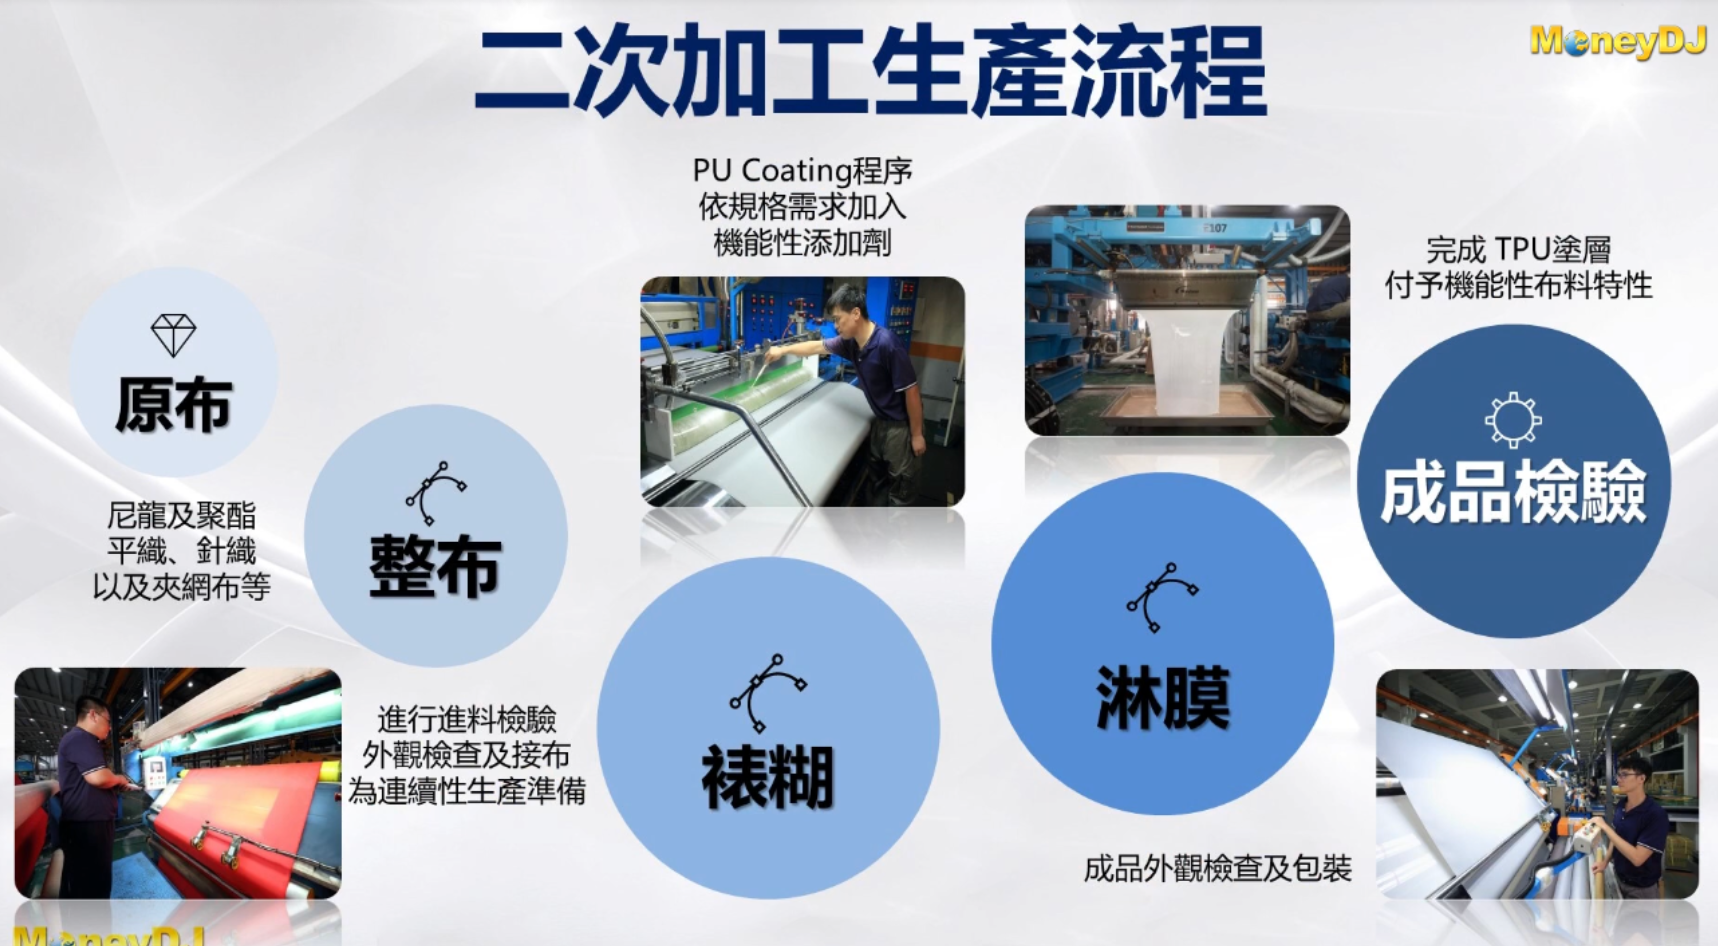 二次加工生產流程
MoneyDJ
原布
尼龍及聚酯
平織、針織
以及夾網布等
整布
進行進料檢驗
外觀檢查及接布
為連續性生產準備
PU Coating程序
依規格需求加入
機能性添加劑
裱糊
Z107
淋膜
成品外觀檢查及包裝
完成 TPU塗層
付予機能性布料特性
成品檢驗
MoneyDJ